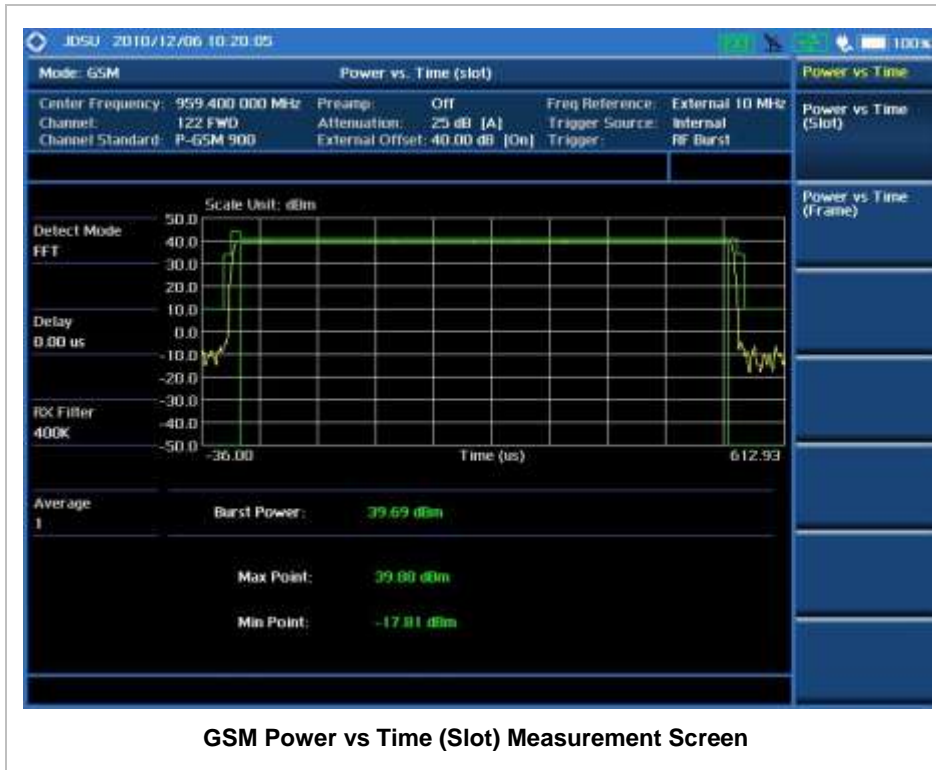 JDSU 2010/12/06 10:20:05 100%
Mode: GSM Power vs. Time (slot) Power vs Time
Center Frequency: 959.400 000 MHz Preamp: Off Freq Reference: External 10 MHz
Channel: 122 FWD Attenuation: 25 dB [A] Trigger Source: Internal
Channel Standard: P-GSM 900 External Offset: 40.00 dB [On] Trigger: RF Burst
Power vs Time
(Slot)
Power vs Time
(Frame)
Scale Unit: dBm
Detect Mode
FFT
Delay
0.00 us
RX Filter
400K
Average
1
50.0
40.0
30.0
20.0
10.0
0.0
-10.0
-20.0
-30.0
-40.0
-50.0
-36.00 Time (us) 612.93
Burst Power: 39.69 dBm
Max Point: 39.80 dBm
Min Point: -17.81 dBm
GSM Power vs Time (Slot) Measurement Screen